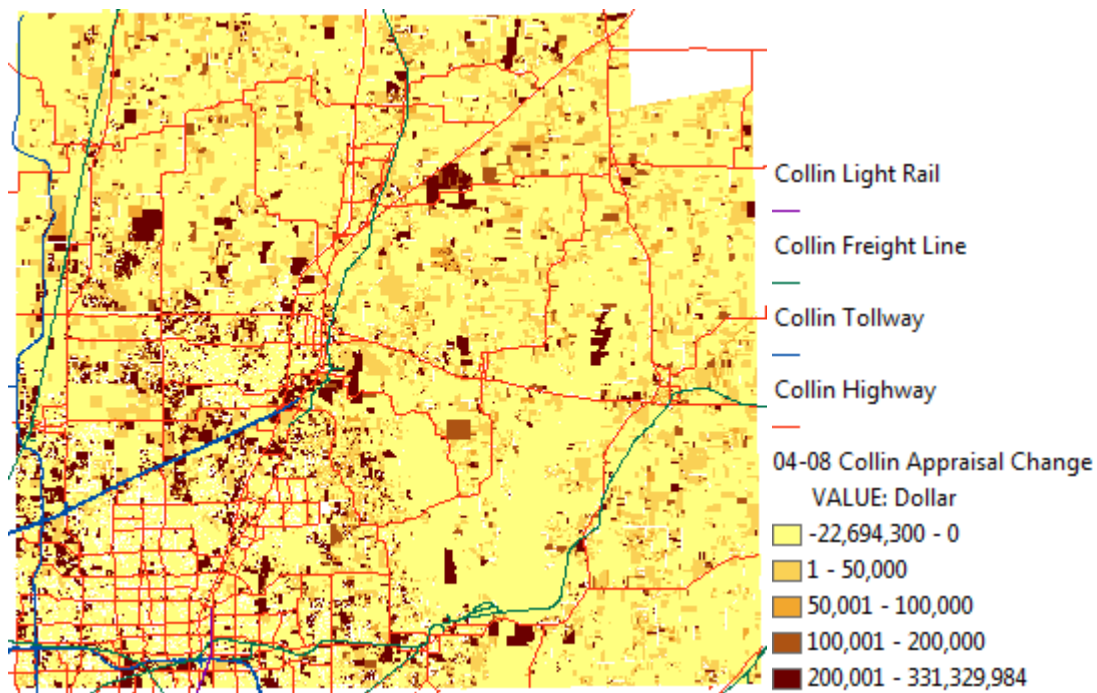 Collin Light Rail
Collin Freight Line
Collin Tollway
Collin Highway
04-08 Collin Appraisal Change
VALUE: Dollar
-22,694,300 - 0
1 - 50,000
50,001 - 100,000
100,001 - 200,000
200,001 - 331,329,984